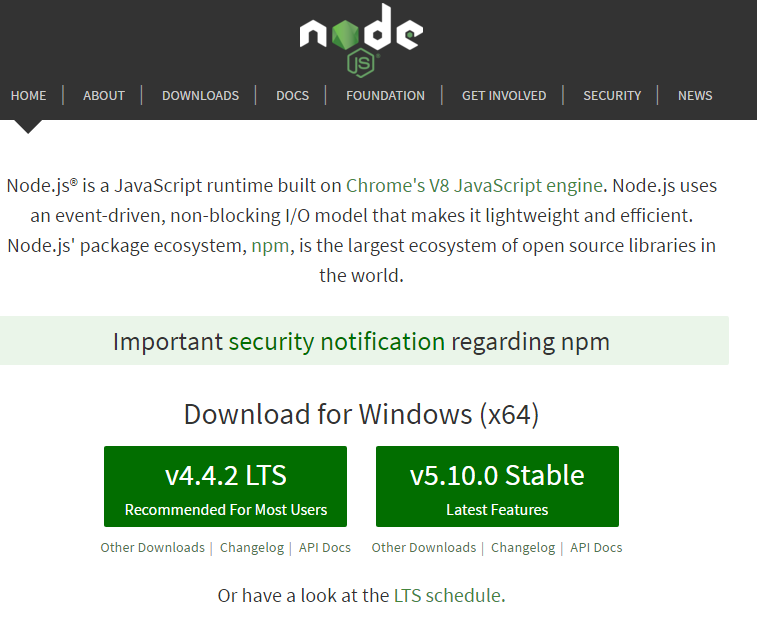 node
JS®
HOME | ABOUT | DOWNLOADS | DOCS | FOUNDATION | GET INVOLVED | SECURITY | NEWS
Node.js® is a JavaScript runtime built on Chrome's V8 JavaScript engine. Node.js uses
an event-driven, non-blocking I/O model that makes it lightweight and efficient.
Node.js' package ecosystem, npm, is the largest ecosystem of open source libraries in
the world.
Important security notification regarding npm
Download for Windows (x64)
v4.4.2 LTS
Recommended For Most Users
v5.10.0 Stable
Latest Features
Other Downloads | Changelog | API Docs
Other Downloads | Changelog | API Docs
Or have a look at the LTS schedule.